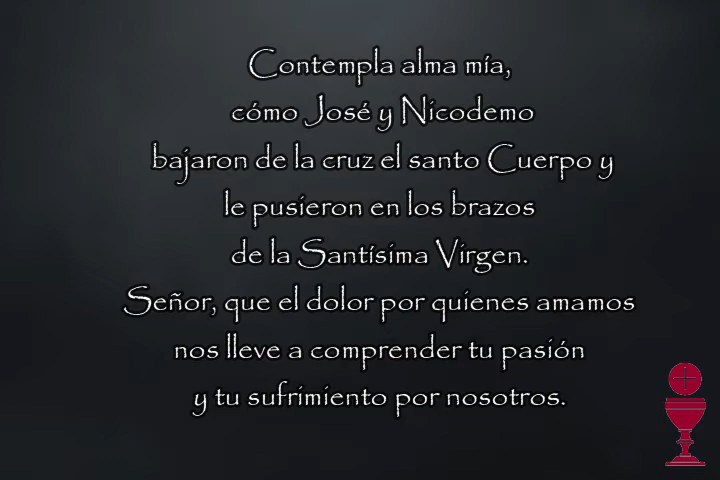 Contempla alma mía,
cómo José y Nicodemo
bajaron de la cruz el santo Cuerpo y
le pusieron en los brazos
de la Santísima Virgen.
Señor, que el dolor por quienes amamos
nos lleve a comprender tu pasión
y tu sufrimiento por nosotros.